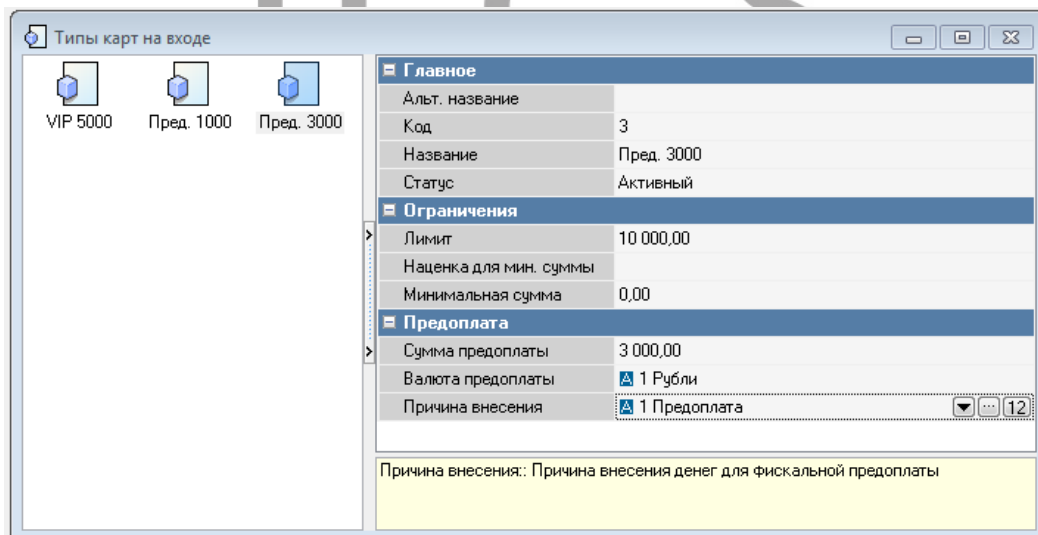 Типы карт на входе
VIP 5000 Пред. 1000 Пред. 3000
Главное
Альт. название
Код 3
Название Пред. 3000
Статус Активный
Ограничения
Лимит 10 000,00
Наценка для мин. суммы
Минимальная сумма 0,00
Предоплата
Сумма предоплаты 3 000,00
Валюта предоплаты A 1 Рубли
Причина внесения A 1 Предоплата ... 12
Причина внесения:: Причина внесения денег для фискальной предоплаты